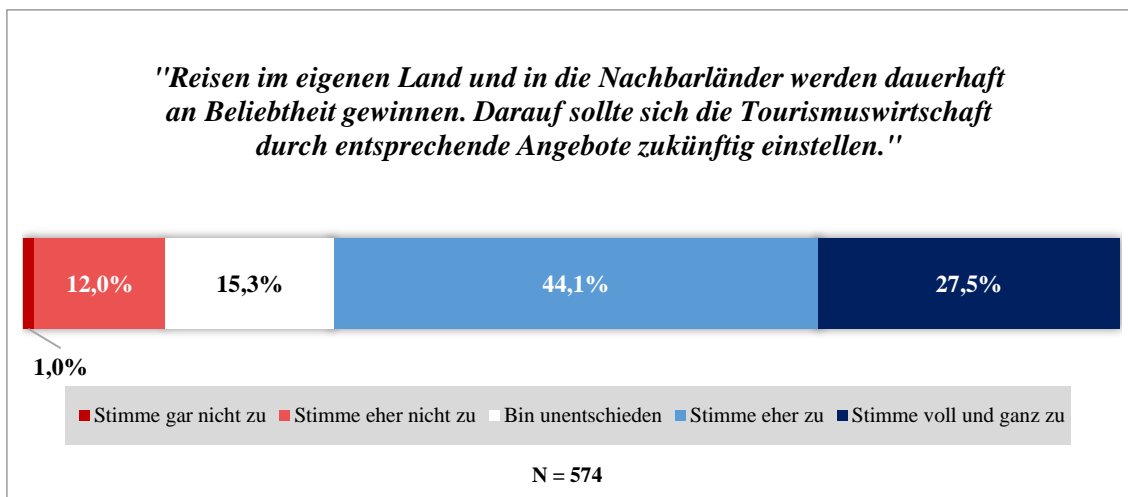 "Reisen im eigenen Land und in die Nachbarländer werden dauerhaft
an Beliebtheit gewinnen. Darauf sollte sich die Tourismuswirtschaft
durch entsprechende Angebote zukünftig einstellen."
12,0% 15,3% 44,1% 27,5%
1,0%
Stimme gar nicht zu Stimme eher nicht zu Bin unentschieden Stimme eher zu Stimme voll und ganz zu
N = 574